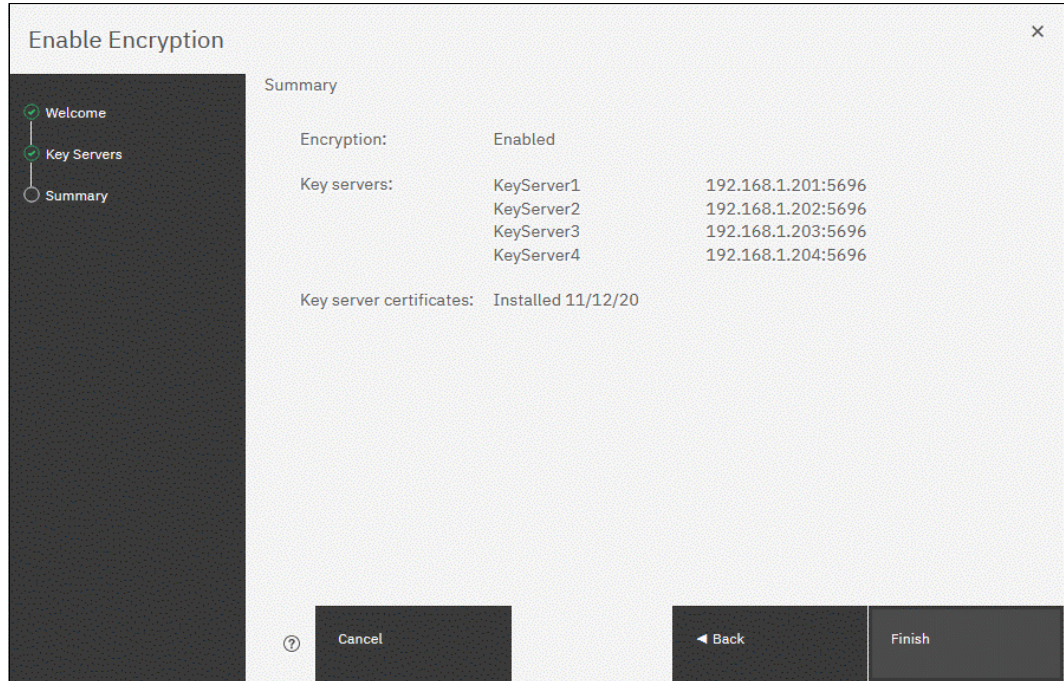 Enable Encryption
×
Welcome
Key Servers
Summary
Summary
Encryption: Enabled
Key servers: KeyServer1 192.168.1.201:5696
KeyServer2 192.168.1.202:5696
KeyServer3 192.168.1.203:5696
KeyServer4 192.168.1.204:5696
Key server certificates: Installed 11/12/20
? Cancel ◄ Back Finish